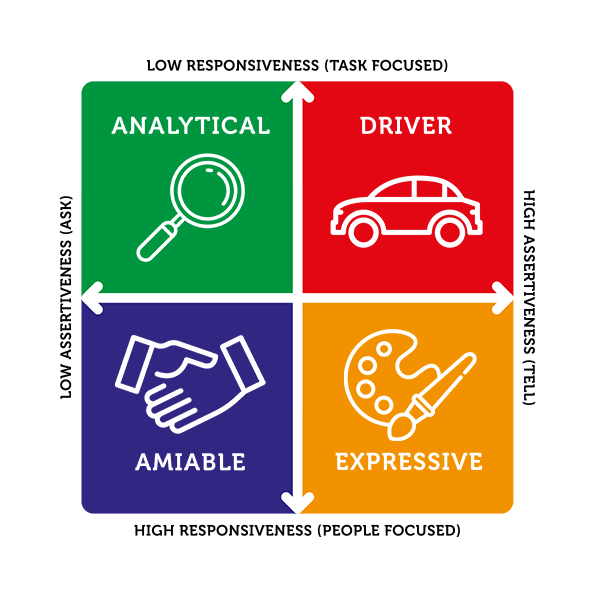 LOW RESPONSIVENESS (TASK FOCUSED)
ANALYTICAL
DRIVER
LOW ASSERTIVENESS (ASK)
HIGH ASSERTIVENESS (TELL)
AMIABLE
EXPRESSIVE
HIGH RESPONSIVENESS (PEOPLE FOCUSED)